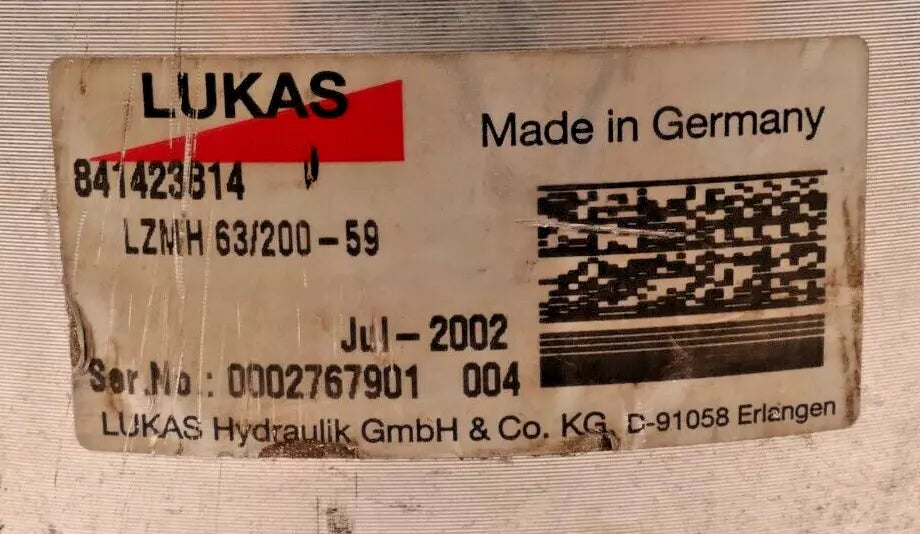 LUKAS
Made in Germany
841423814
LZMH 63/200-59
Jul-2002
Ser.No.: 0002767901 004
LUKAS Hydraulik GmbH & Co. KG, D-91058 Erlangen